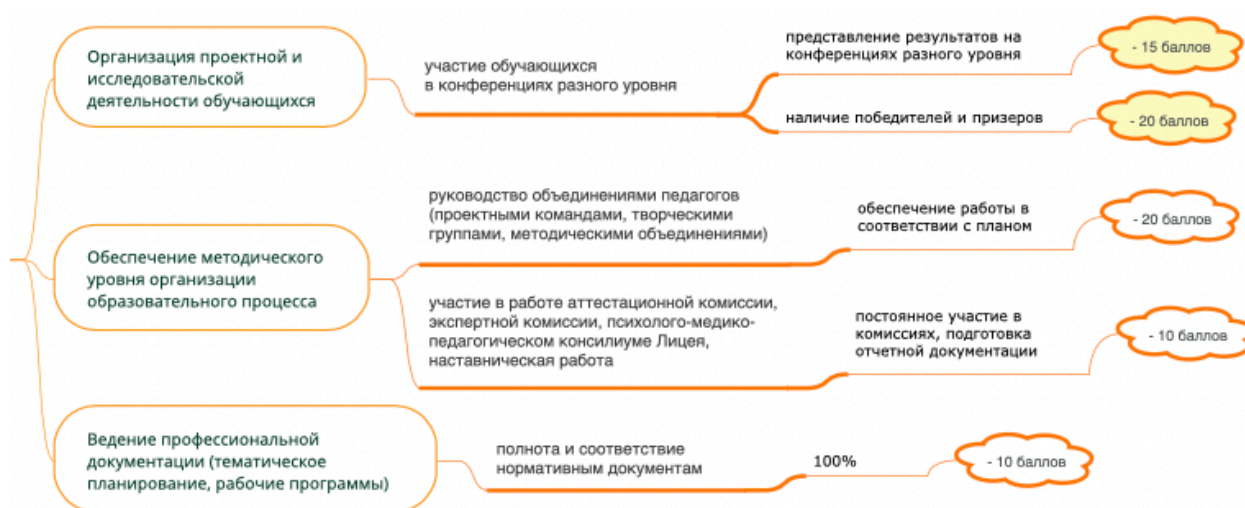 Организация проектной и
исследовательской
деятельности обучающихся
участие обучающихся
в конференциях разного уровня
представление результатов на
конференциях разного уровня
- 15 баллов
наличие победителей и призеров
- 20 баллов
Обеспечение методического
уровня организации
образовательного процесса
руководство объединениями педагогов
(проектными командами, творческими
группами, методическими объединениями)
обеспечение работы в
соответствии с планом
- 20 баллов
участие в работе аттестационной комиссии,
экспертной комиссии, психолого-медико-
педагогическом консилиуме Лицея,
наставническая работа
постоянное участие в
комиссиях, подготовка
отчетной документации
- 10 баллов
Ведение профессиональной
документации (тематическое
планирование, рабочие программы)
полнота и соответствие
нормативным документам
100%
- 10 баллов